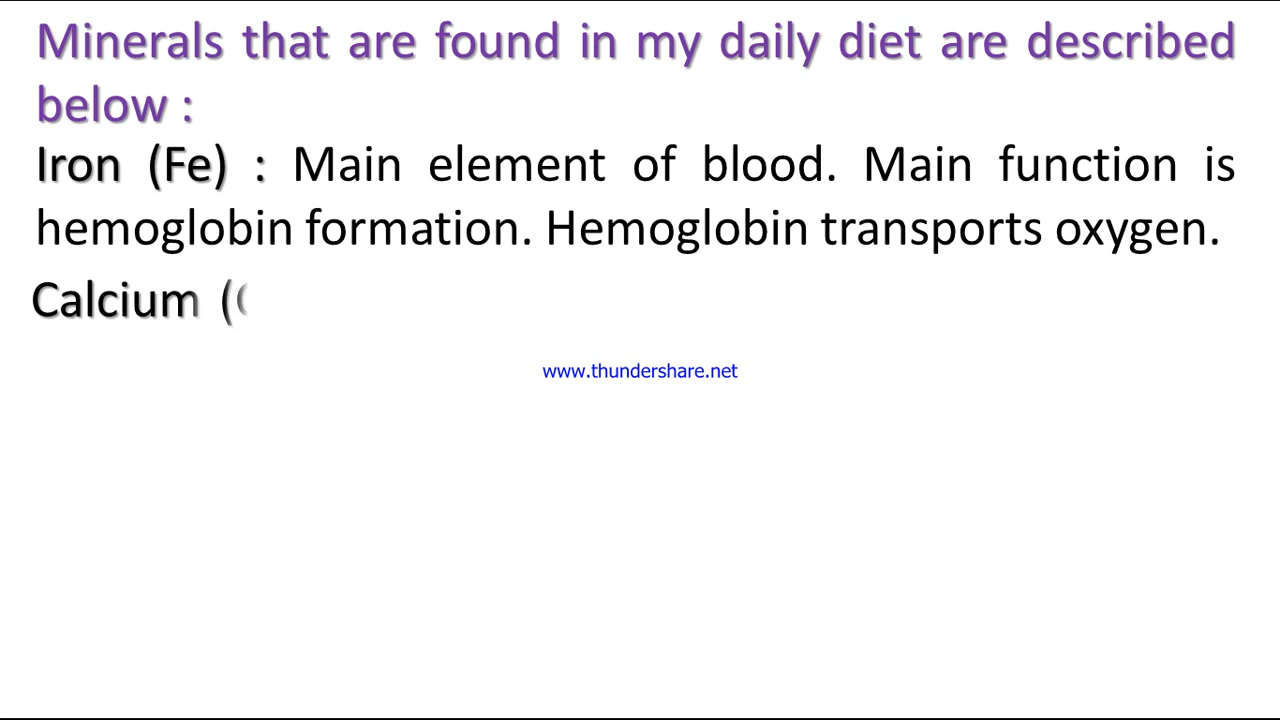 Minerals that are found in my daily diet are described
below :
Iron (Fe) : Main element of blood. Main function is
hemoglobin formation. Hemoglobin transports oxygen.
Calcium (
www.thundershare.net